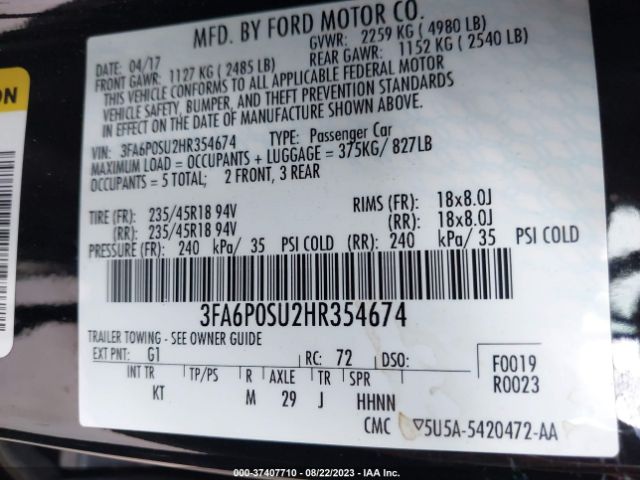 MFD. BY FORD MOTOR CO.
DATE: 04/17 GVWR: 2259 KG ( 4980 LB)
FRONT GAWR: 1127 KG ( 2485 LB) REAR GAWR: 1152 KG ( 2540 LB)
THIS VEHICLE CONFORMS TO ALL APPLICABLE FEDERAL MOTOR
VEHICLE SAFETY, BUMPER, AND THEFT PREVENTION STANDARDS
IN EFFECT ON THE DATE OF MANUFACTURE SHOWN ABOVE.
VIN: 3FA6P0SU2HR354674 TYPE: Passenger Car
MAXIMUM LOAD = OCCUPANTS + LUGGAGE = 375KG/ 827LB
OCCUPANTS = 5 TOTAL; 2 FRONT, 3 REAR
TIRE (FR): 235/45R18 94V RIMS (FR): 18x8.0J
(RR): 235/45R18 94V (RR): 18x8.0J
PRESSURE (FR): 240 kPa/ 35 PSI COLD (RR): 240 kPa/ 35 PSI COLD
3FA6P0SU2HR354674
TRAILER TOWING - SEE OWNER GUIDE
EXT PNT: G1 RC: 72 DSO: F0019
INT TR TP/PS R AXLE TR SPR R0023
KT M 29 J HHNN
CMC ▽5U5A-5420472-AA
000-37407710 - 08/22/2023 - IAA Inc.